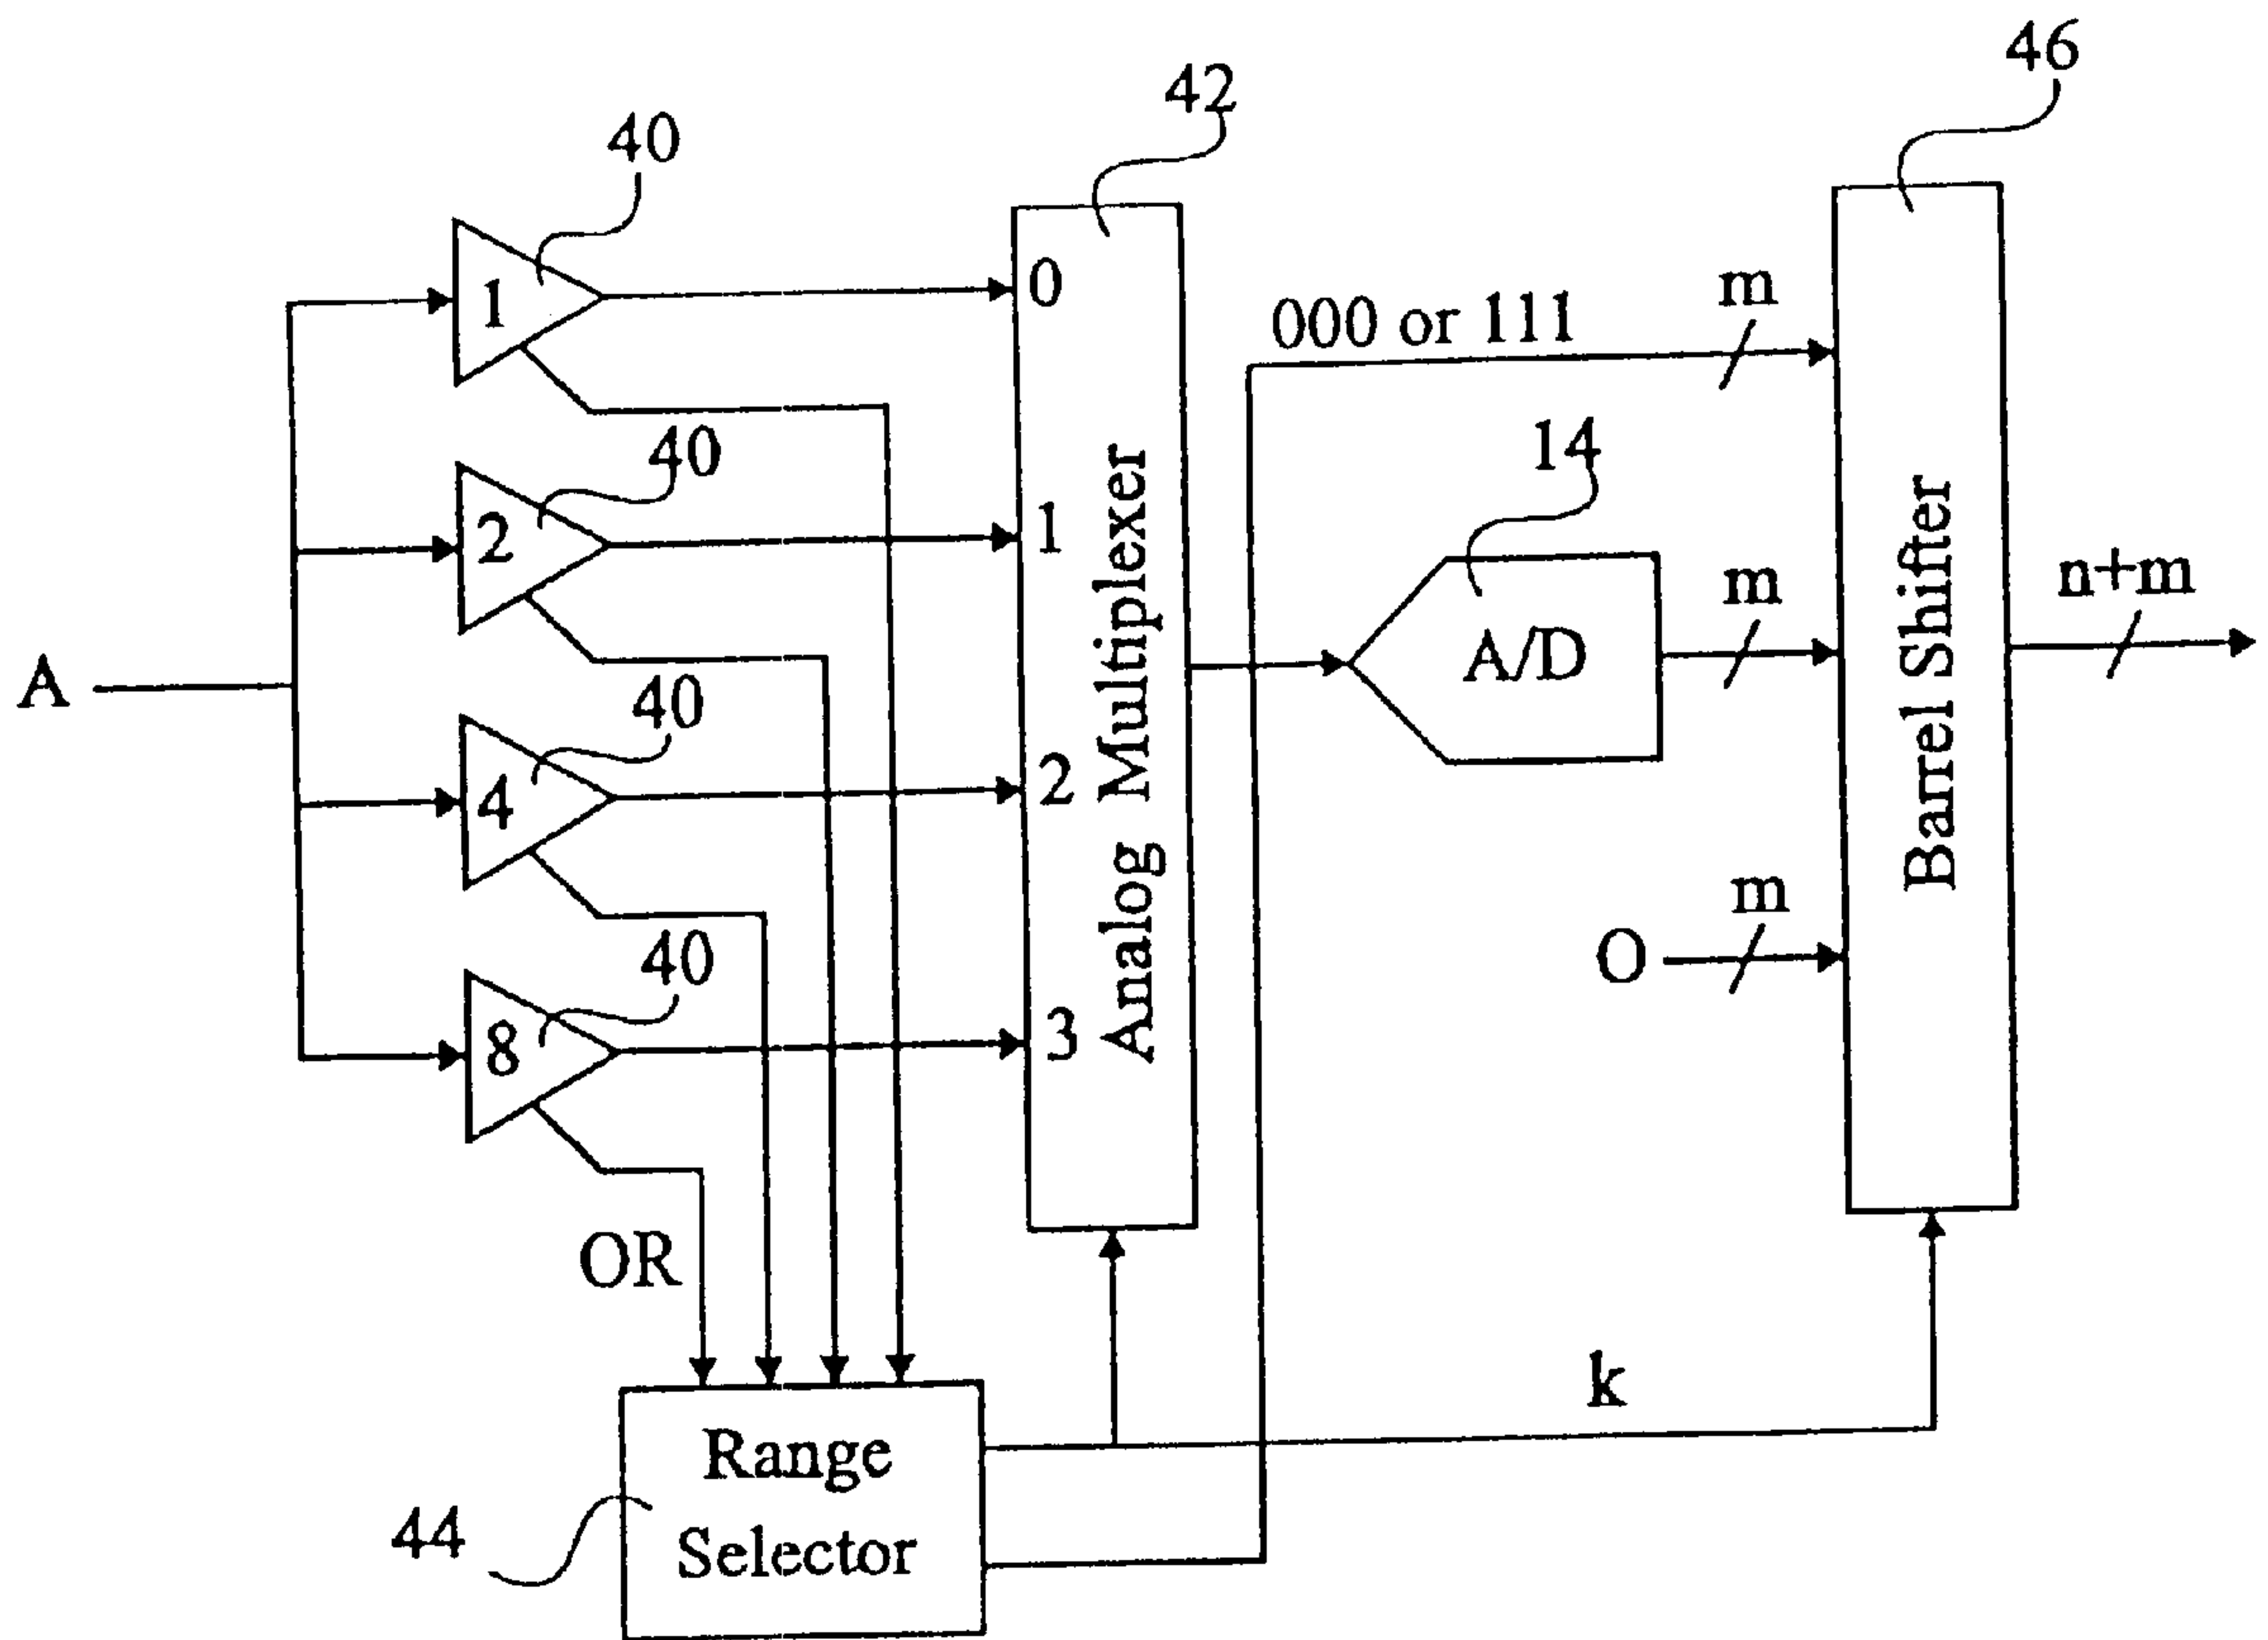 46
42
40
1
0
000 or 111
m
40
2
1
14
A/D
m
n+m
A
40
4
2
Analog Multiplexer
Barrel Shifter
m
O
40
8
3
OR
k
Range
Selector
44